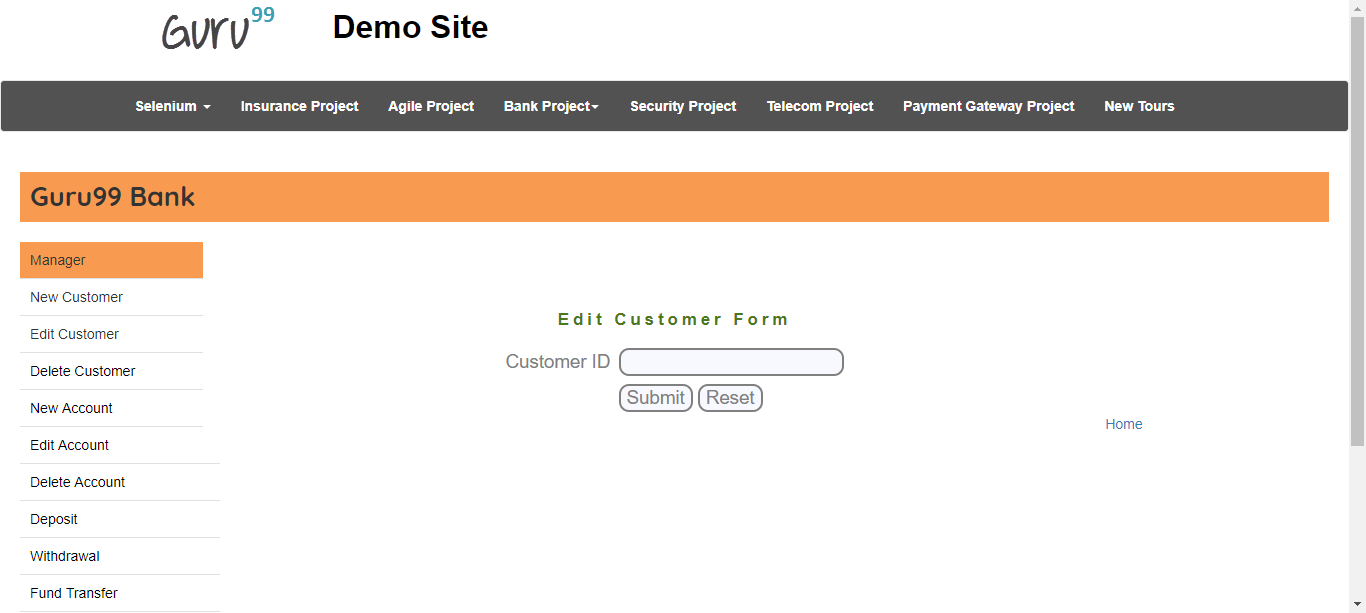 Guru99 Demo Site
Selenium Insurance Project Agile Project Bank Project Security Project Telecom Project Payment Gateway Project New Tours
Guru99 Bank
Manager
New Customer
Edit Customer
Delete Customer
New Account
Edit Account
Delete Account
Deposit
Withdrawal
Fund Transfer
Edit Customer Form
Customer ID
Submit Reset
Home